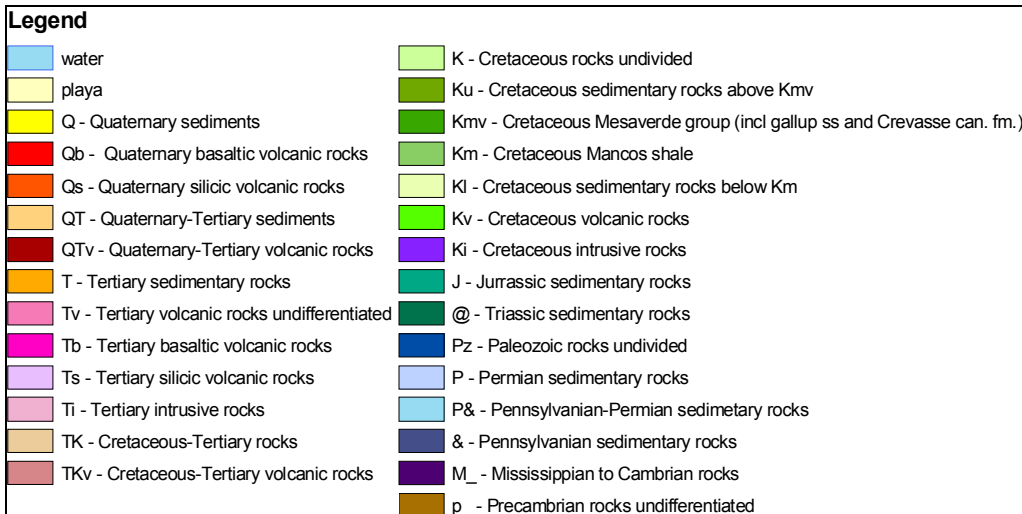 Legend
water
playa
Q - Quaternary sediments
Qb - Quaternary basaltic volcanic rocks
Qs - Quaternary silicic volcanic rocks
QT - Quaternary-Tertiary sediments
QTv - Quaternary-Tertiary volcanic rocks
T - Tertiary sedimentary rocks
Tv - Tertiary volcanic rocks undifferentiated
Tb - Tertiary basaltic volcanic rocks
Ts - Tertiary silicic volcanic rocks
Ti - Tertiary intrusive rocks
TK - Cretaceous-Tertiary rocks
TKv - Cretaceous-Tertiary volcanic rocks
K - Cretaceous rocks undivided
Ku - Cretaceous sedimentary rocks above Kmv
Kmv - Cretaceous Mesaverde group (incl gallup ss and Crevasse can. fm.)
Km - Cretaceous Mancos shale
Kl - Cretaceous sedimentary rocks below Km
Kv - Cretaceous volcanic rocks
Ki - Cretaceous intrusive rocks
J - Jurrassic sedimentary rocks
@ - Triassic sedimentary rocks
Pz - Paleozoic rocks undivided
P - Permian sedimentary rocks
P& - Pennsylvanian-Permian sedimetary rocks
& - Pennsylvanian sedimentary rocks
M_ - Mississippian to Cambrian rocks
p_ - Precambrian rocks undifferentiated